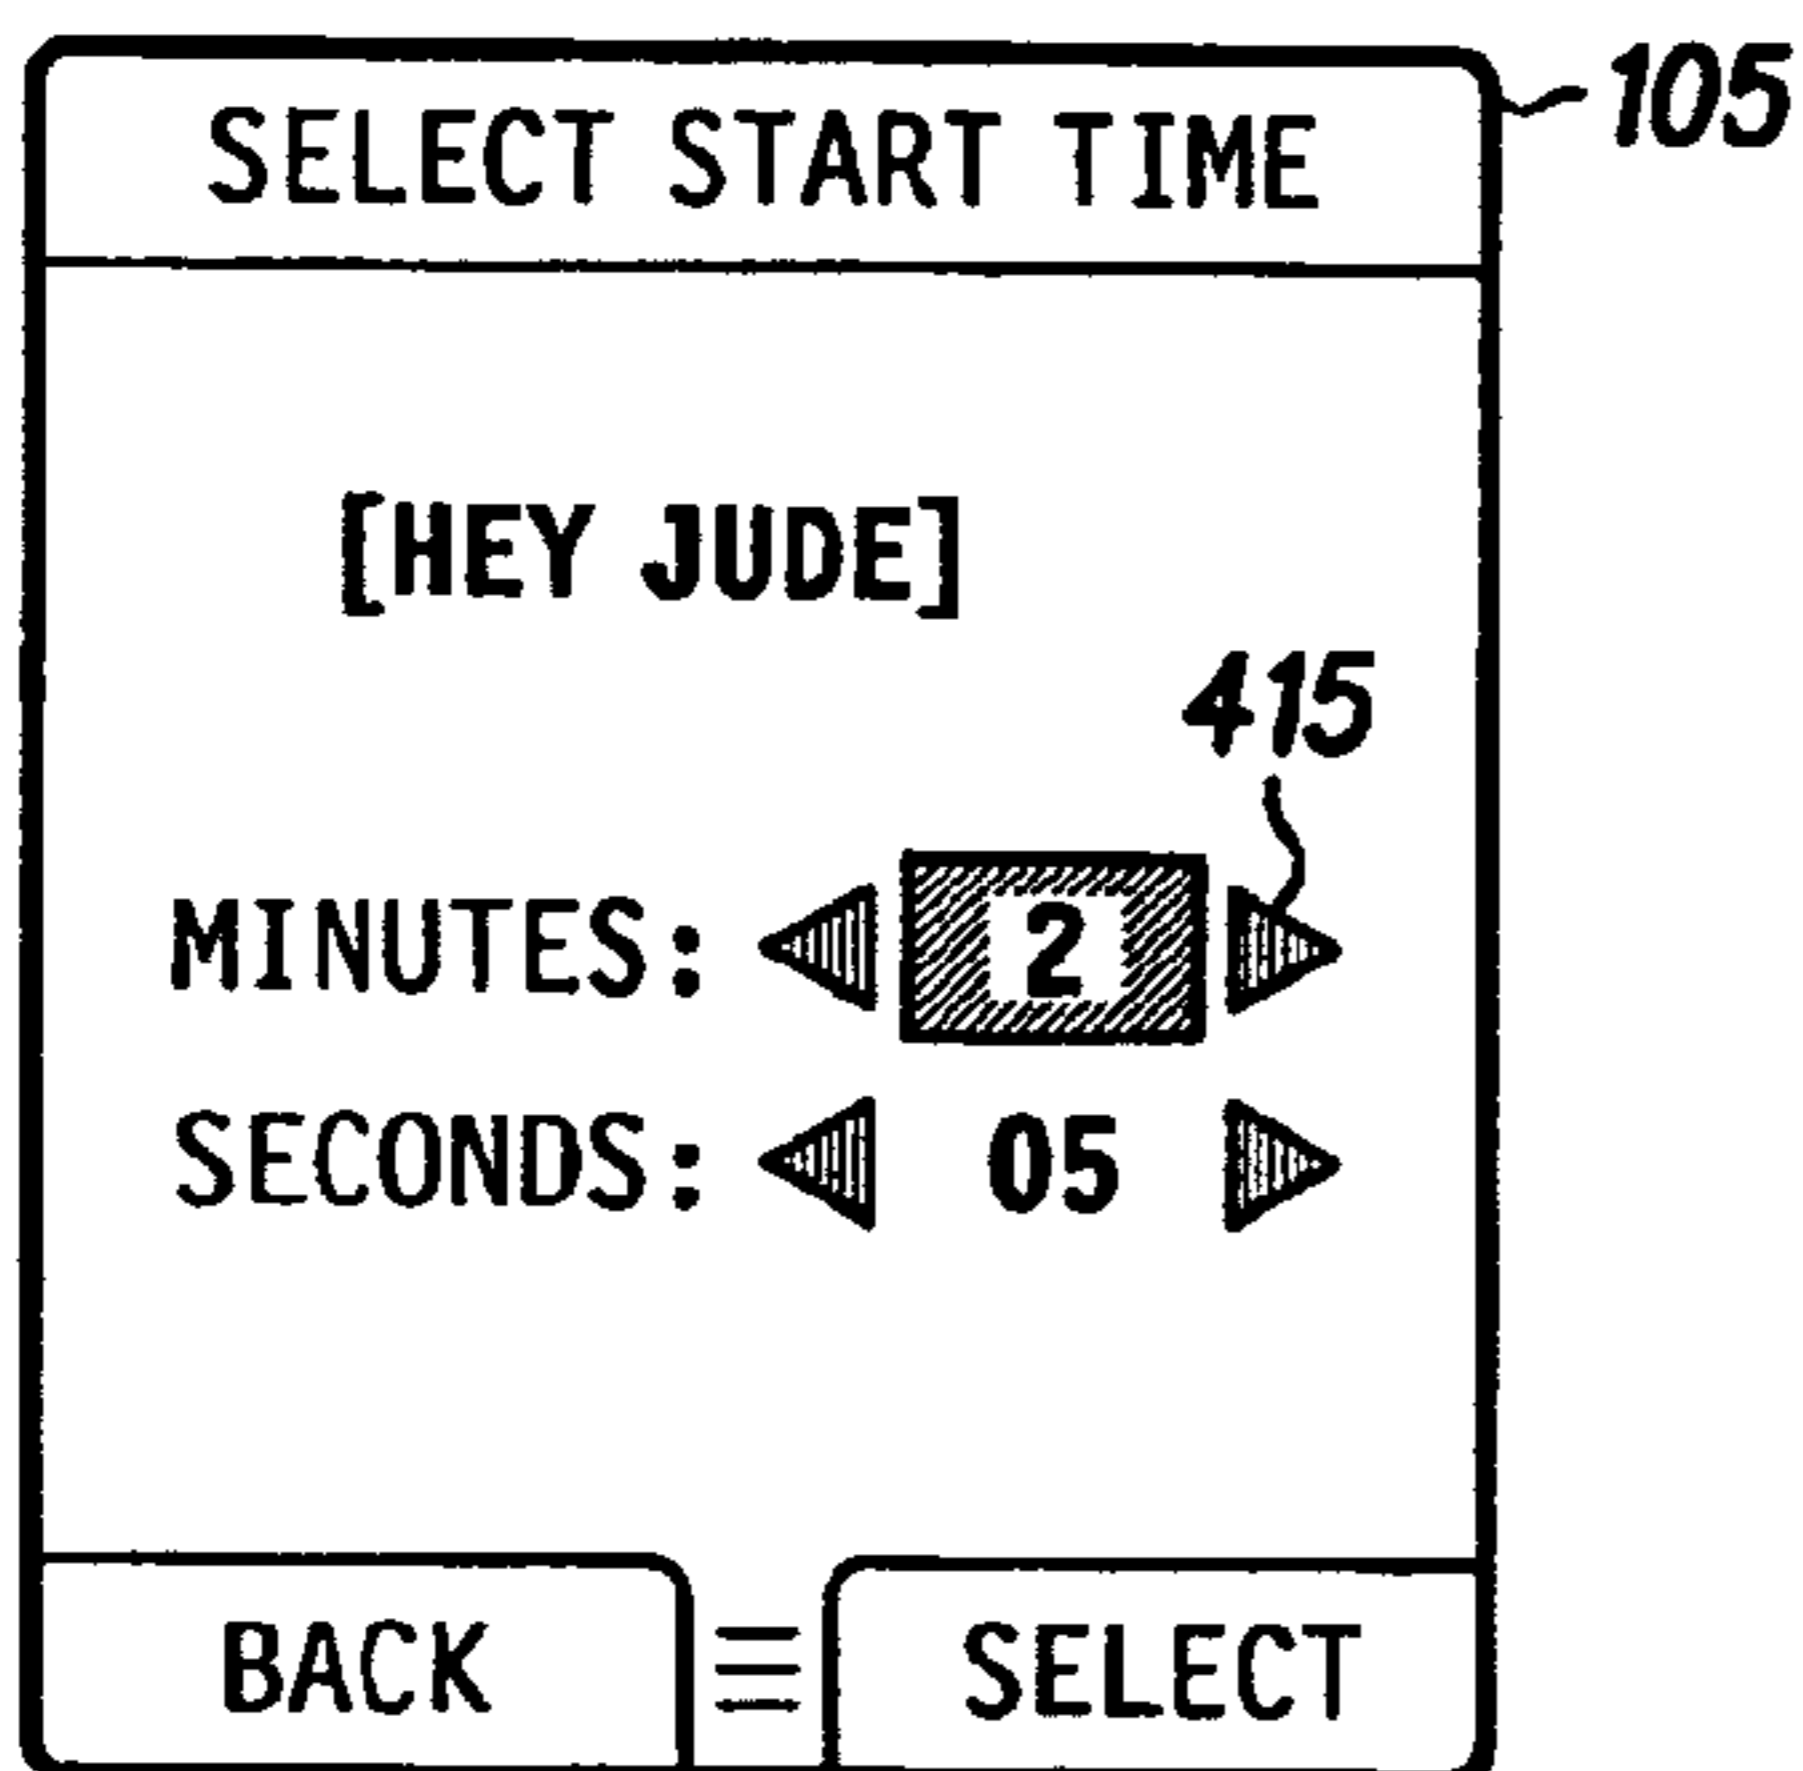 SELECT START TIME
105
[HEY JUDE]
415
MINUTES: 2
SECONDS: 05
BACK
SELECT